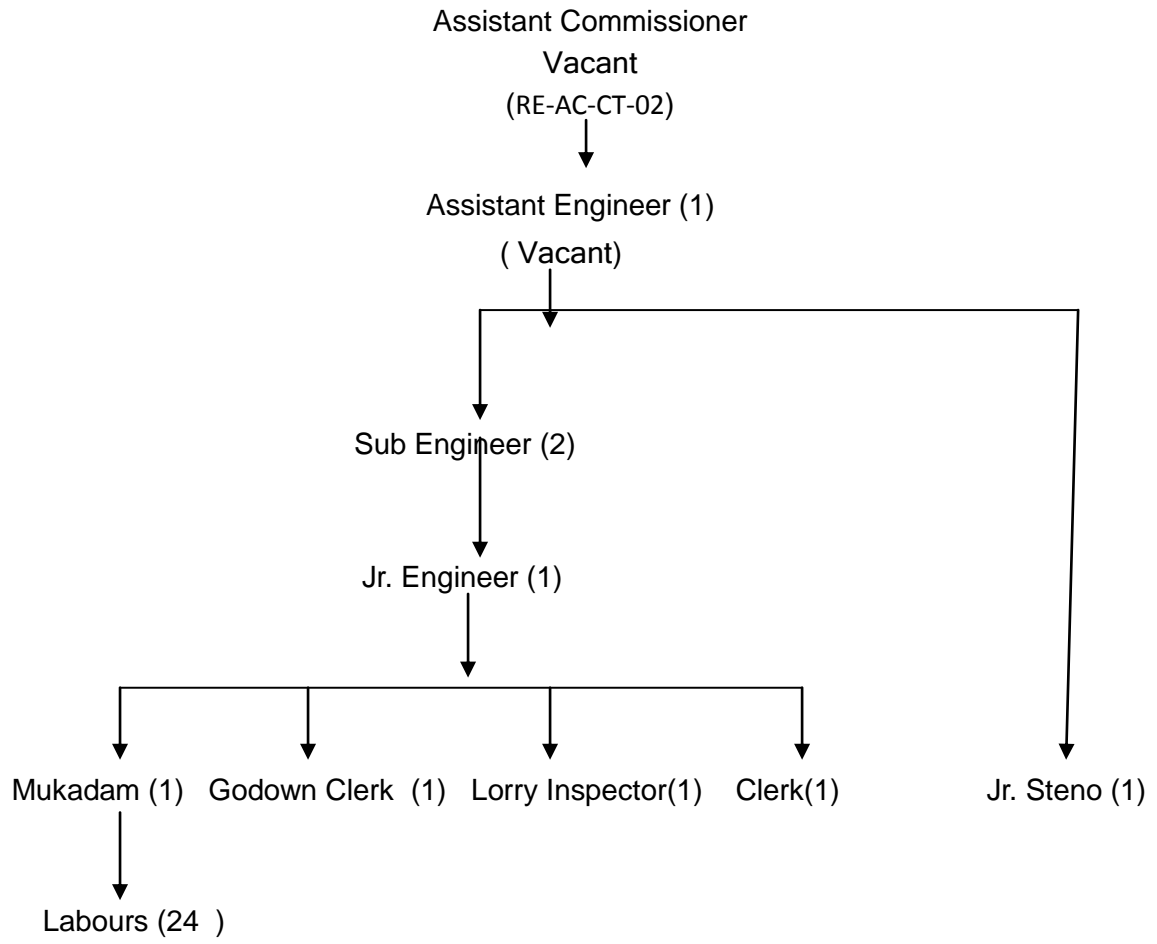 Assistant Commissioner
Vacant
(RE-AC-CT-02)
Assistant Engineer (1)
( Vacant)
Sub Engineer (2)
Jr. Engineer (1)
Mukadam (1) Godown Clerk (1) Lorry Inspector(1) Clerk(1) Jr. Steno (1)
Labours (24 )